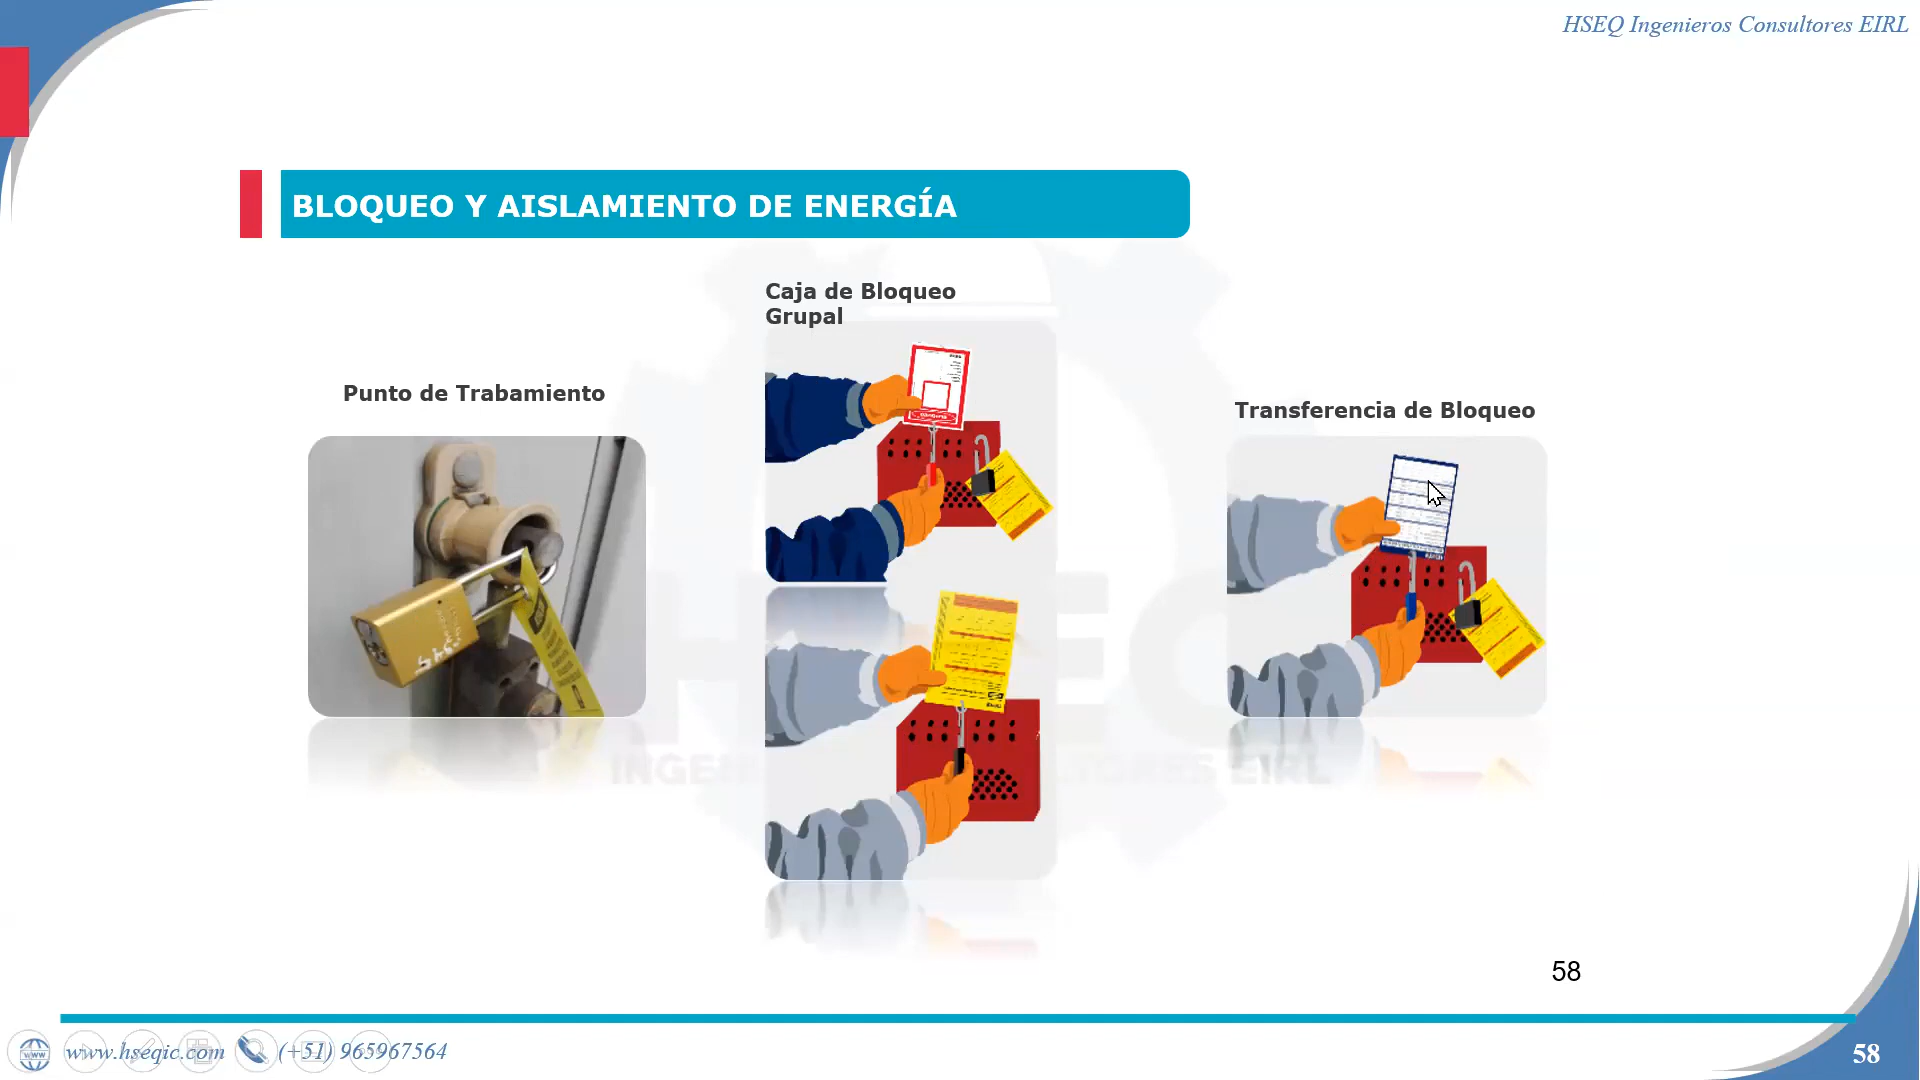 HSEQ Ingenieros Consultores EIRL
BLOQUEO Y AISLAMIENTO DE ENERGÍA
Caja de Bloqueo
Grupal
Punto de Trabamiento
Transferencia de Bloqueo
58
www.hseqic.com
(+51) 965967564
58